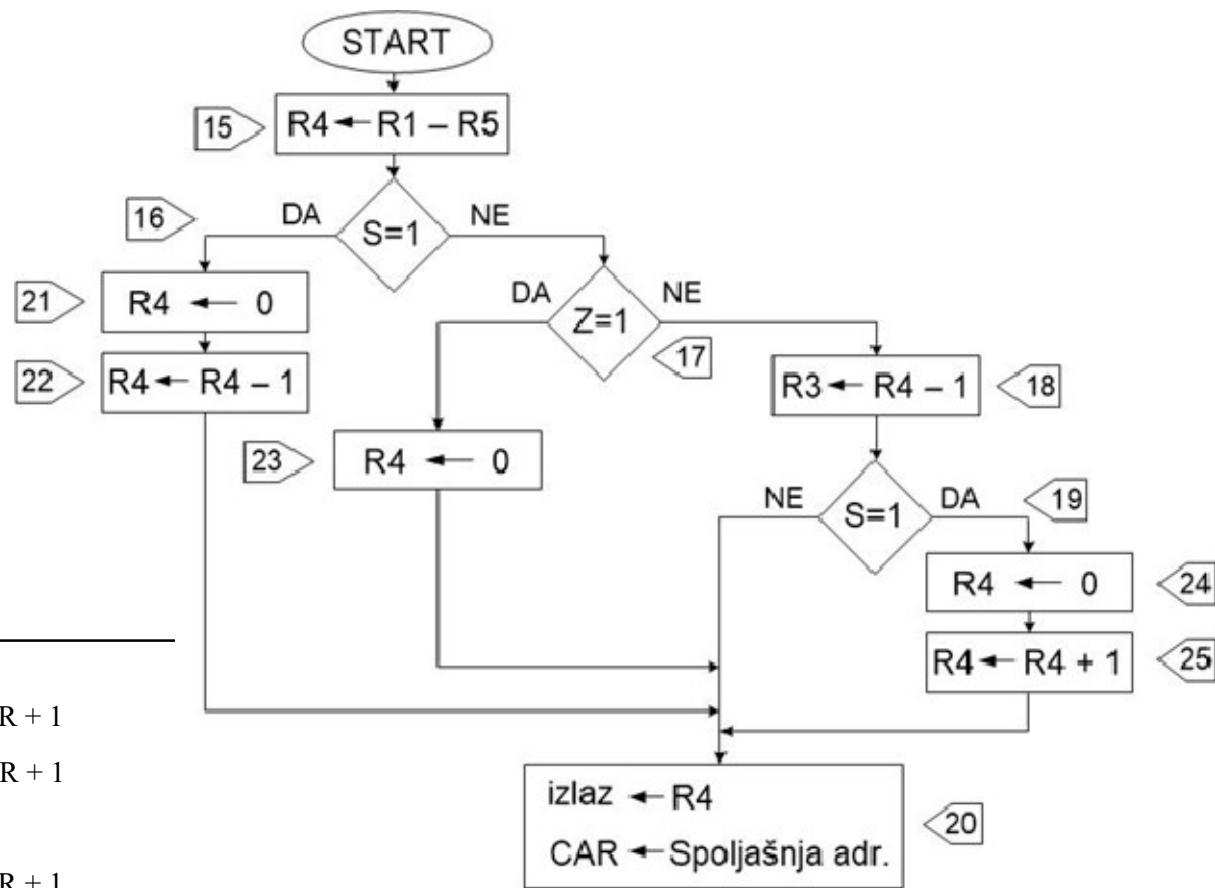 START
15
R4 ← R1 – R5
16
DA
S=1
NE
21
R4 ← 0
DA
Z=1
NE
17
22
R4 ← R4 – 1
R3 ← R4 – 1
18
23
R4 ← 0
NE
S=1
DA
19
R4 ← 0
24
R4 ← R4 + 1
25
R + 1
R + 1
izlaz ← R4
CAR ← Spoljašnja adr.
20
R + 1